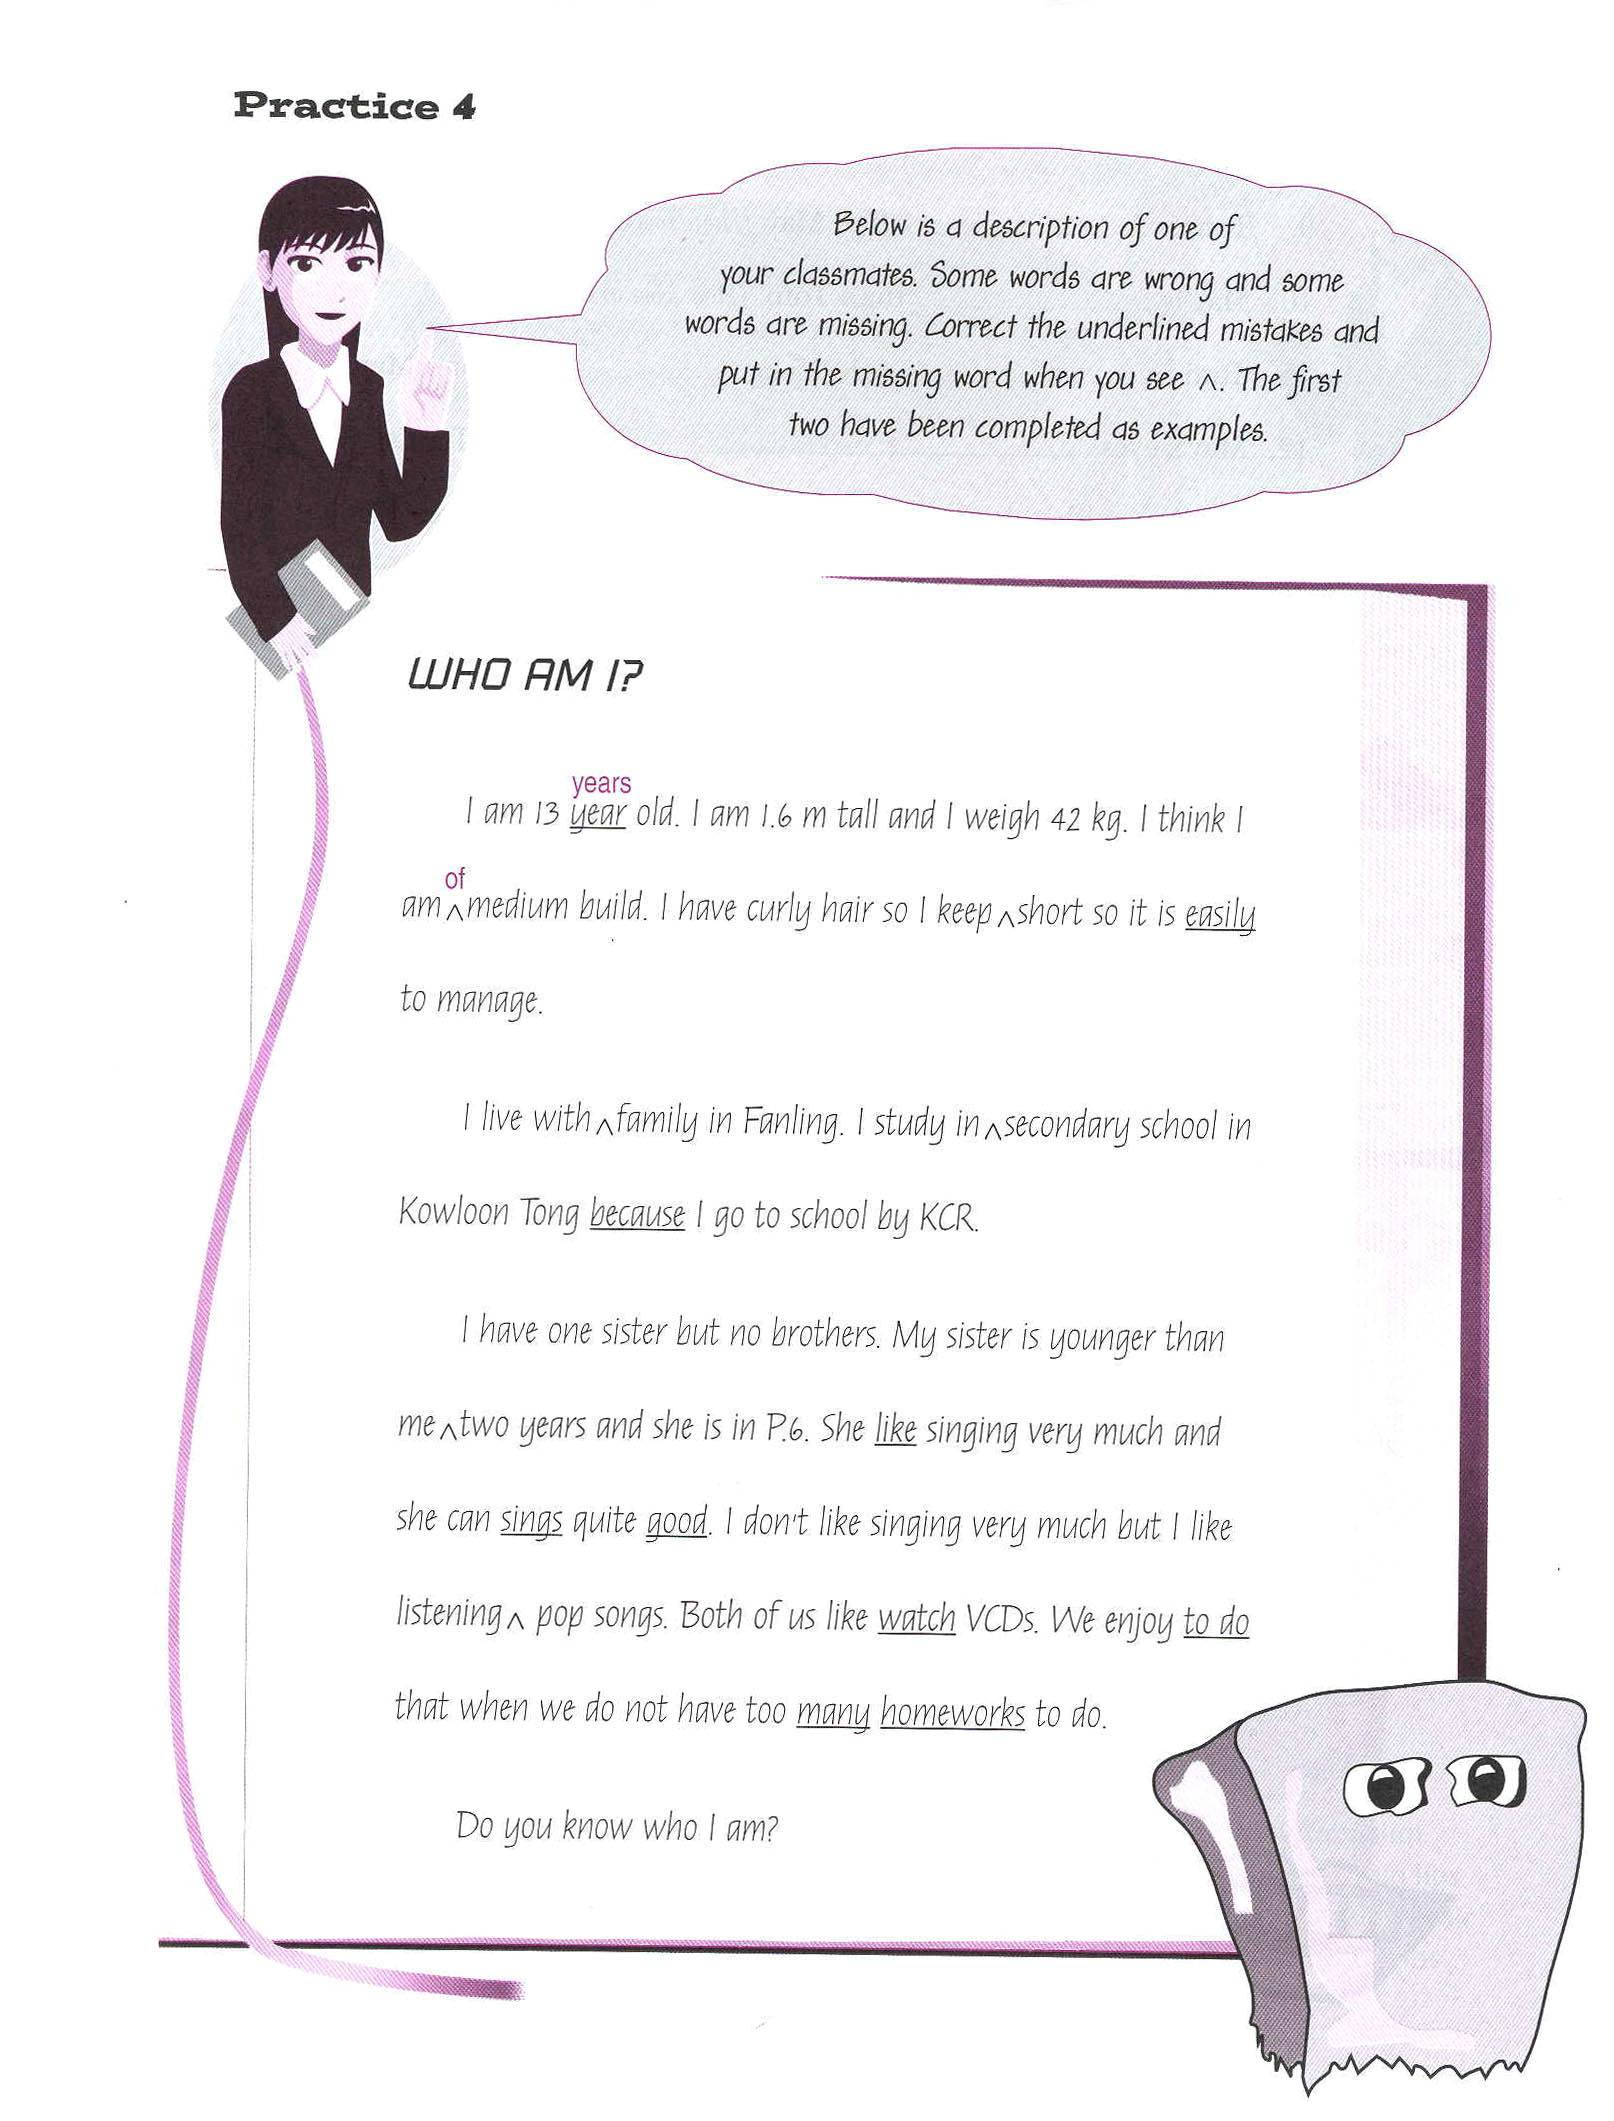 Practice 4
Below is a description of one of
your classmates. Some words are wrong and some
words are missing. Correct the underlined mistakes and
put in the missing word when you see ^. The first
two have been completed as examples.
WHO AM I?
years
I am 13 year old. I am 1.6 m tall and I weigh 42 kg. I think I
of
am ^ medium build. I have curly hair so I keep ^ short so it is easily
to manage.
I live with ^ family in Fanling. I study in ^ secondary school in
Kowloon Tong because I go to school by KCR.
I have one sister but no brothers. My sister is younger than
me ^ two years and she is in P.6. She like singing very much and
she can sings quite good. I don't like singing very much but I like
listening ^ pop songs. Both of us like watch VCDs. We enjoy to do
that when we do not have too many homeworks to do.
Do you know who I am?